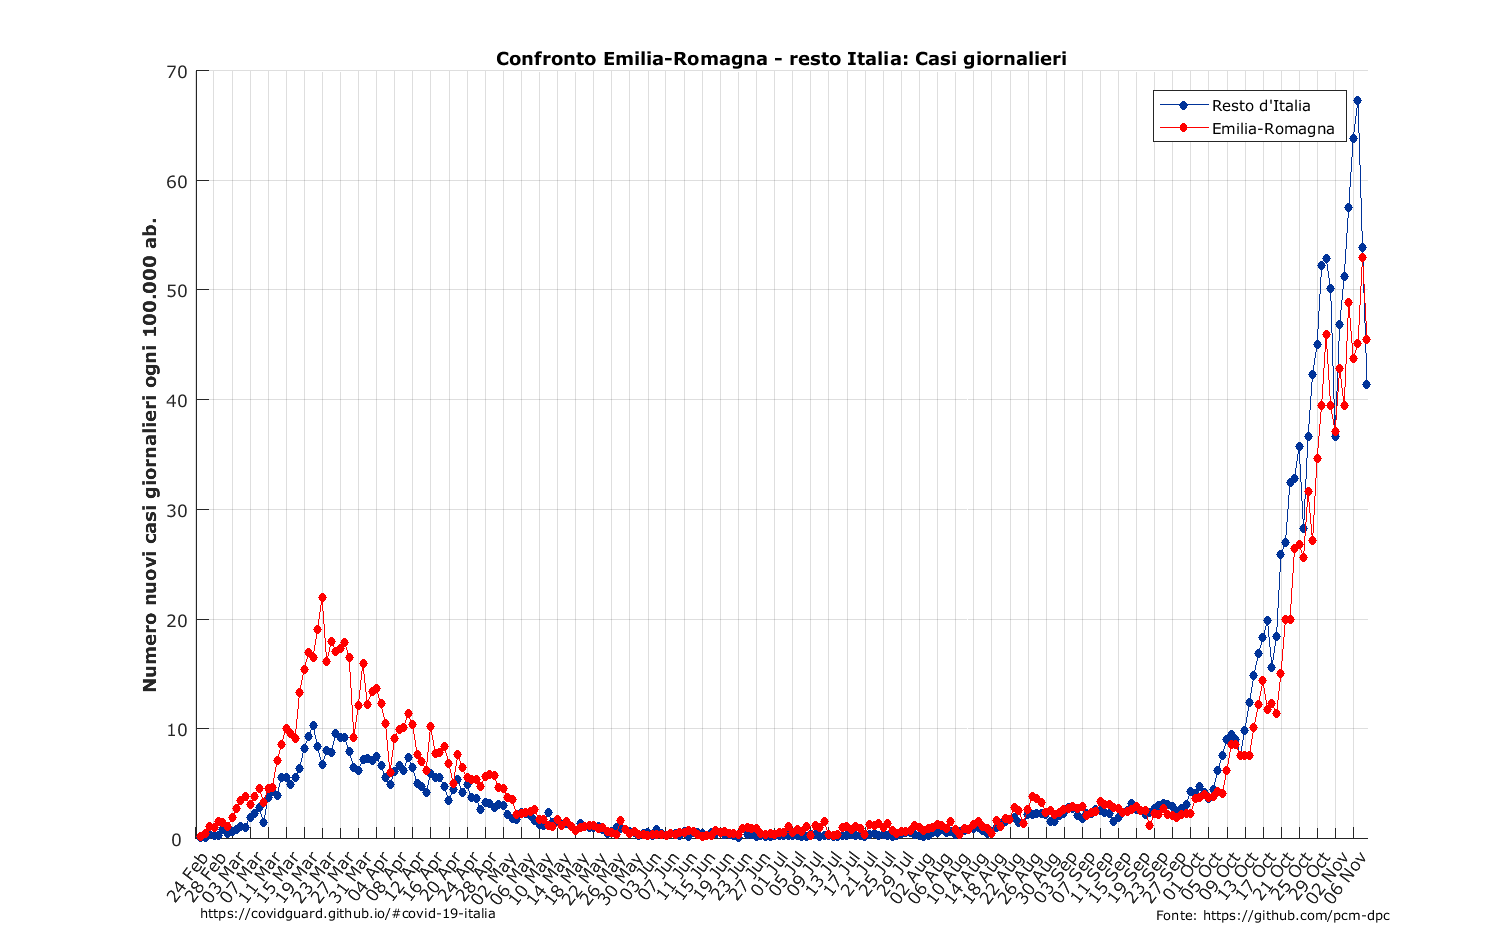 Confronto Emilia-Romagna - resto Italia: Casi giornalieri
Resto d'Italia
Emilia-Romagna
Numero nuovi casi giornalieri ogni 100.000 ab.
70
60
50
40
30
20
10
0
24 Feb
28 Feb
03 Mar
07 Mar
11 Mar
15 Mar
19 Mar
23 Mar
27 Mar
31 Mar
04 Apr
08 Apr
12 Apr
16 Apr
20 Apr
24 Apr
28 Apr
02 May
06 May
10 May
14 May
18 May
22 May
26 May
30 May
03 Jun
07 Jun
11 Jun
15 Jun
19 Jun
23 Jun
27 Jun
01 Jul
05 Jul
09 Jul
13 Jul
17 Jul
21 Jul
25 Jul
29 Jul
02 Aug
06 Aug
10 Aug
14 Aug
18 Aug
22 Aug
26 Aug
30 Aug
03 Sep
07 Sep
11 Sep
15 Sep
19 Sep
23 Sep
27 Sep
01 Oct
05 Oct
09 Oct
13 Oct
17 Oct
21 Oct
25 Oct
29 Oct
02 Nov
06 Nov
https://covidguard.github.io/#covid-19-italia
Fonte: https://github.com/pcm-dpc